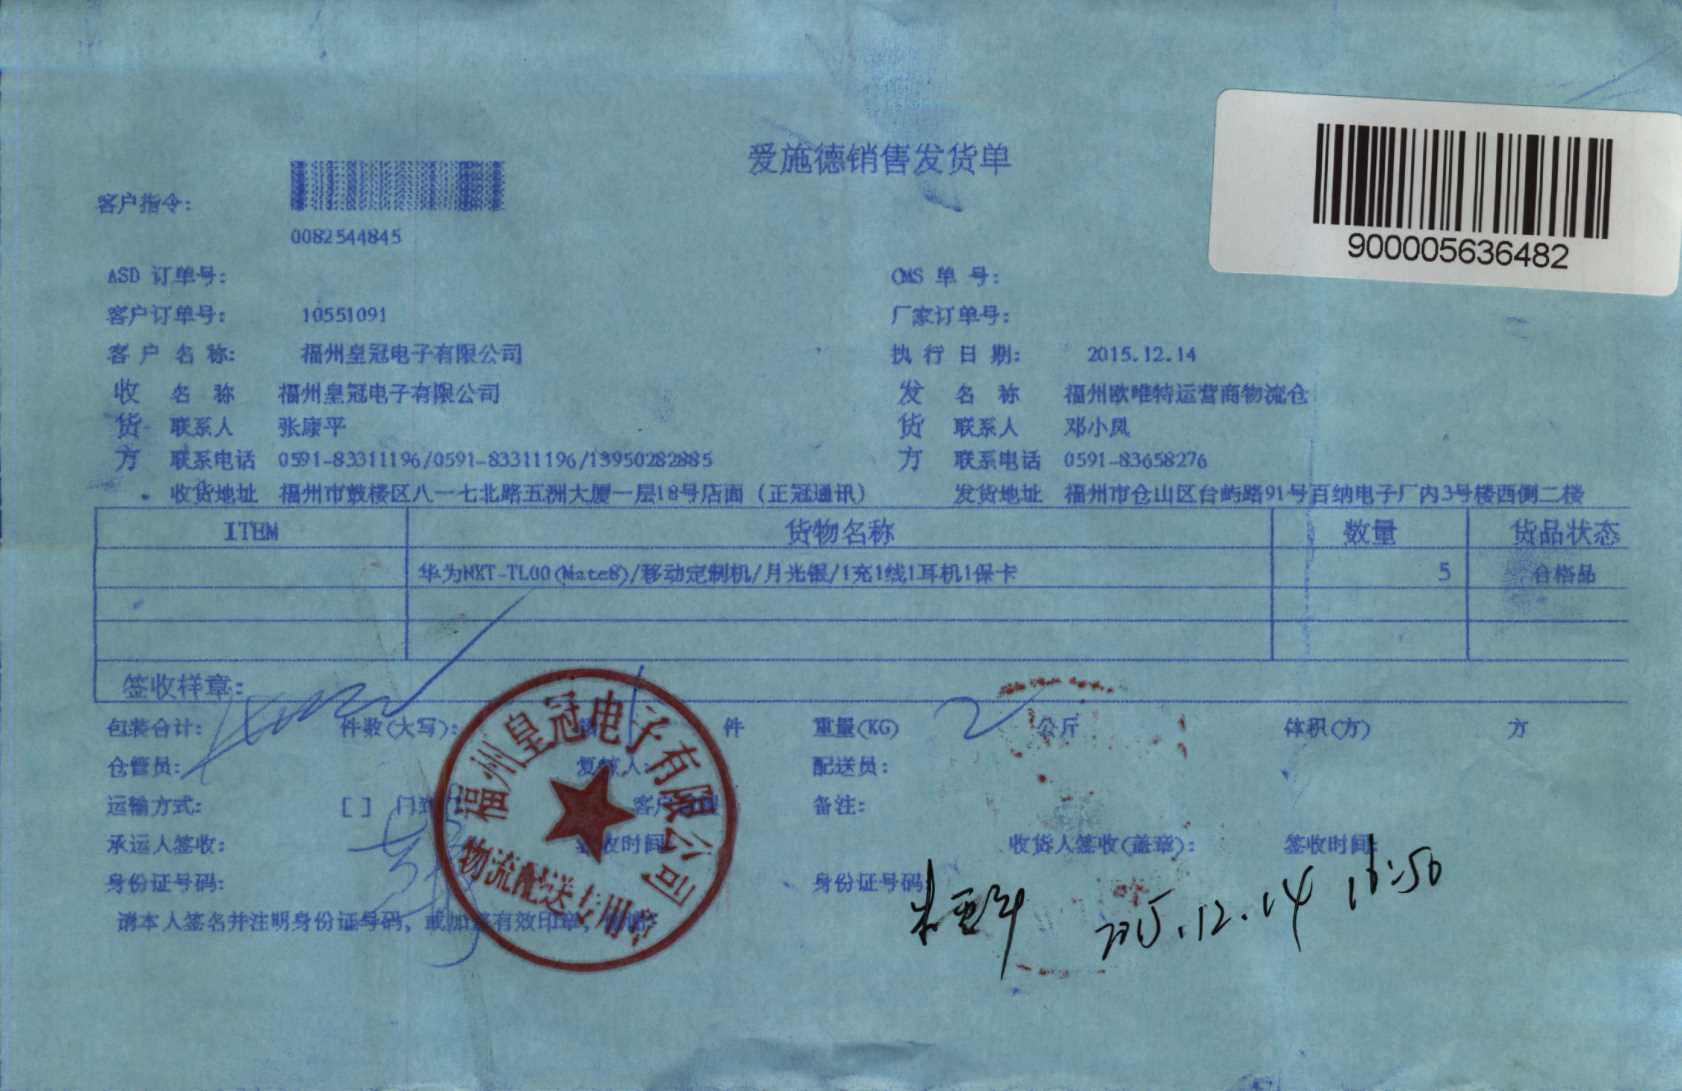 爱施德销售发货单
900005636482
客户指令:
0082544845
ASD 订单号: OMS 单 号:
客户订单号: 10551091 厂家订单号:
客 户 名 称: 福州皇冠电子有限公司 执 行 日 期: 2015.12.14
收 名 称 福州皇冠电子有限公司 发 名 称 福州欧唯特运营商物流仓
货 联系人 张康平 货 联系人 邓小凤
方 联系电话 0591-83311196/0591-83311196/13950282885 方 联系电话 0591-83658276
收货地址 福州市鼓楼区八一七北路五洲大厦一层18号店面（正冠通讯） 发货地址 福州市仓山区台屿路91号百纳电子厂内3号楼西侧二楼
ITEM 货物名称 数量 货品状态
华为NXT-TL00(Mate8)/移动定制机/月光银/1充1线1耳机1保卡 5 合格品
签收样章:
包装合计: 件数(大写): 件 重量(KG) 2 公斤 体积(方) 方
仓管员: 复核人: 配送员:
运输方式: [ ] 门到 客户 备注:
承运人签收: 签收时间 收货人签收(盖章): 签收时间:
身份证号码: 身份证号码
2015.12.14 16:50
请本人签名并注明身份证号码, 或加盖有效印章,
福州皇冠电子有限公司
物流配送专用章